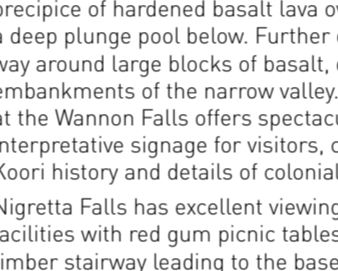 precipice of hardened basalt lava
a deep plunge pool below. Further
way around large blocks of basalt,
embankments of the narrow valley.
at the Wannon Falls offers
interpretative signage for visitors,
Koori history and details of colonial
Nigretta Falls has excellent viewing
facilities with red gum picnic tables
timber stairway leading to the base